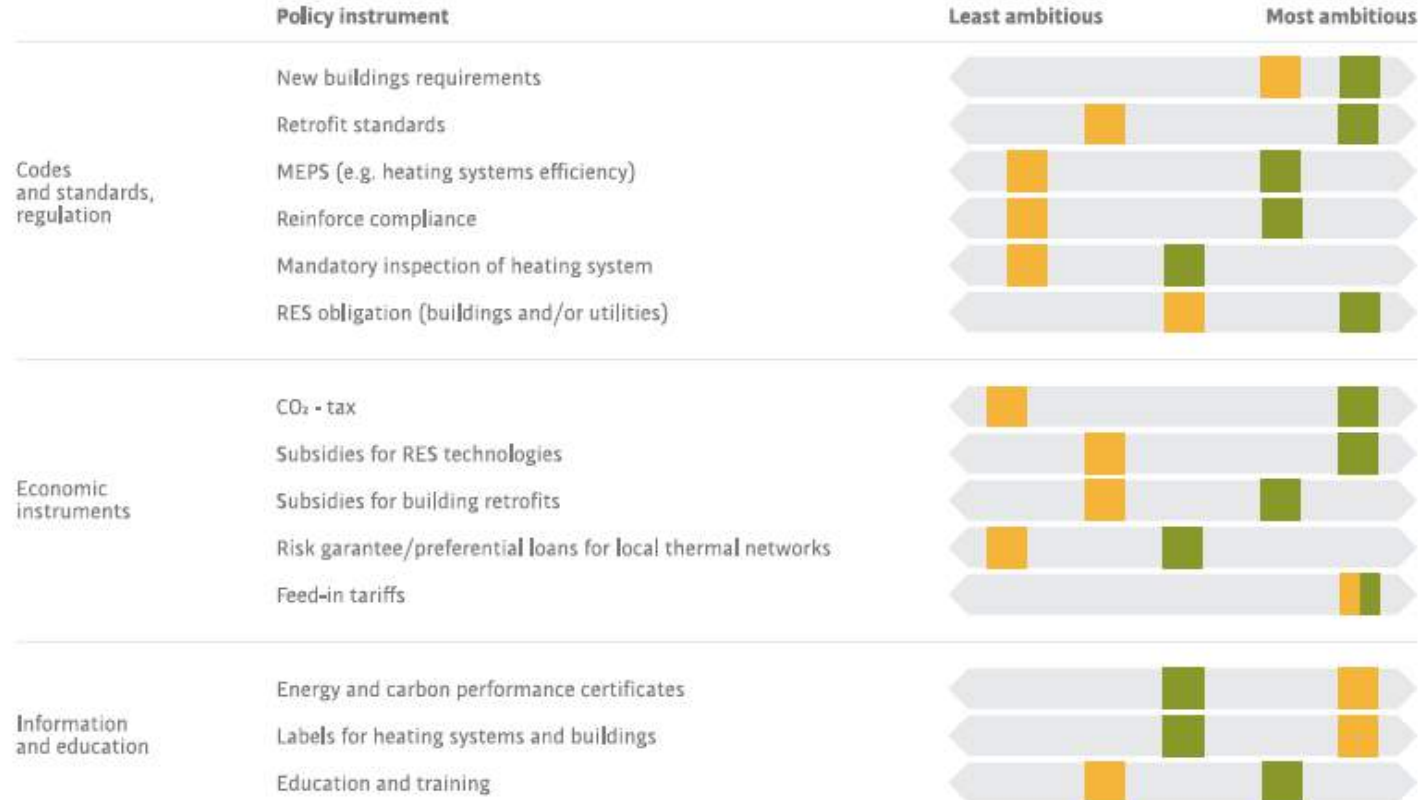 Policy instrument Least ambitious Most ambitious
New buildings requirements
Retrofit standards
Codes
and standards,
regulation
MEPS (e.g. heating systems efficiency)
Reinforce compliance
Mandatory inspection of heating system
RES obligation (buildings and/or utilities)
CO₂ - tax
Subsidies for RES technologies
Economic
instruments
Subsidies for building retrofits
Risk garantee/preferential loans for local thermal networks
Feed-in tariffs
Energy and carbon performance certificates
Information
and education
Labels for heating systems and buildings
Education and training